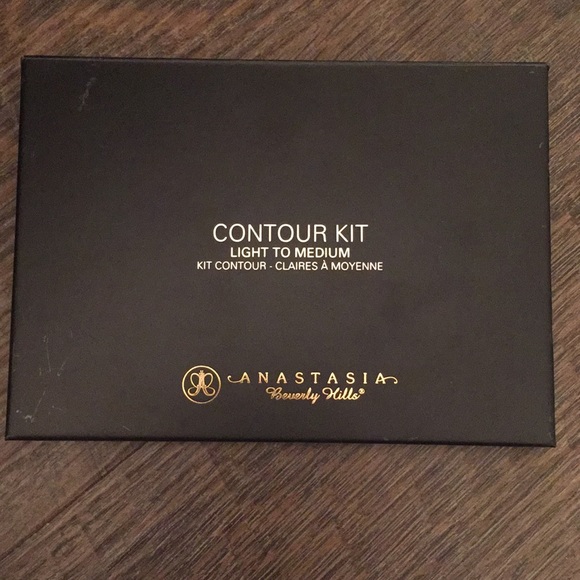 CONTOUR KIT
LIGHT TO MEDIUM
KIT CONTOUR - CLAIRES À MOYENNE
ANASTASIA
Beverly Hills®